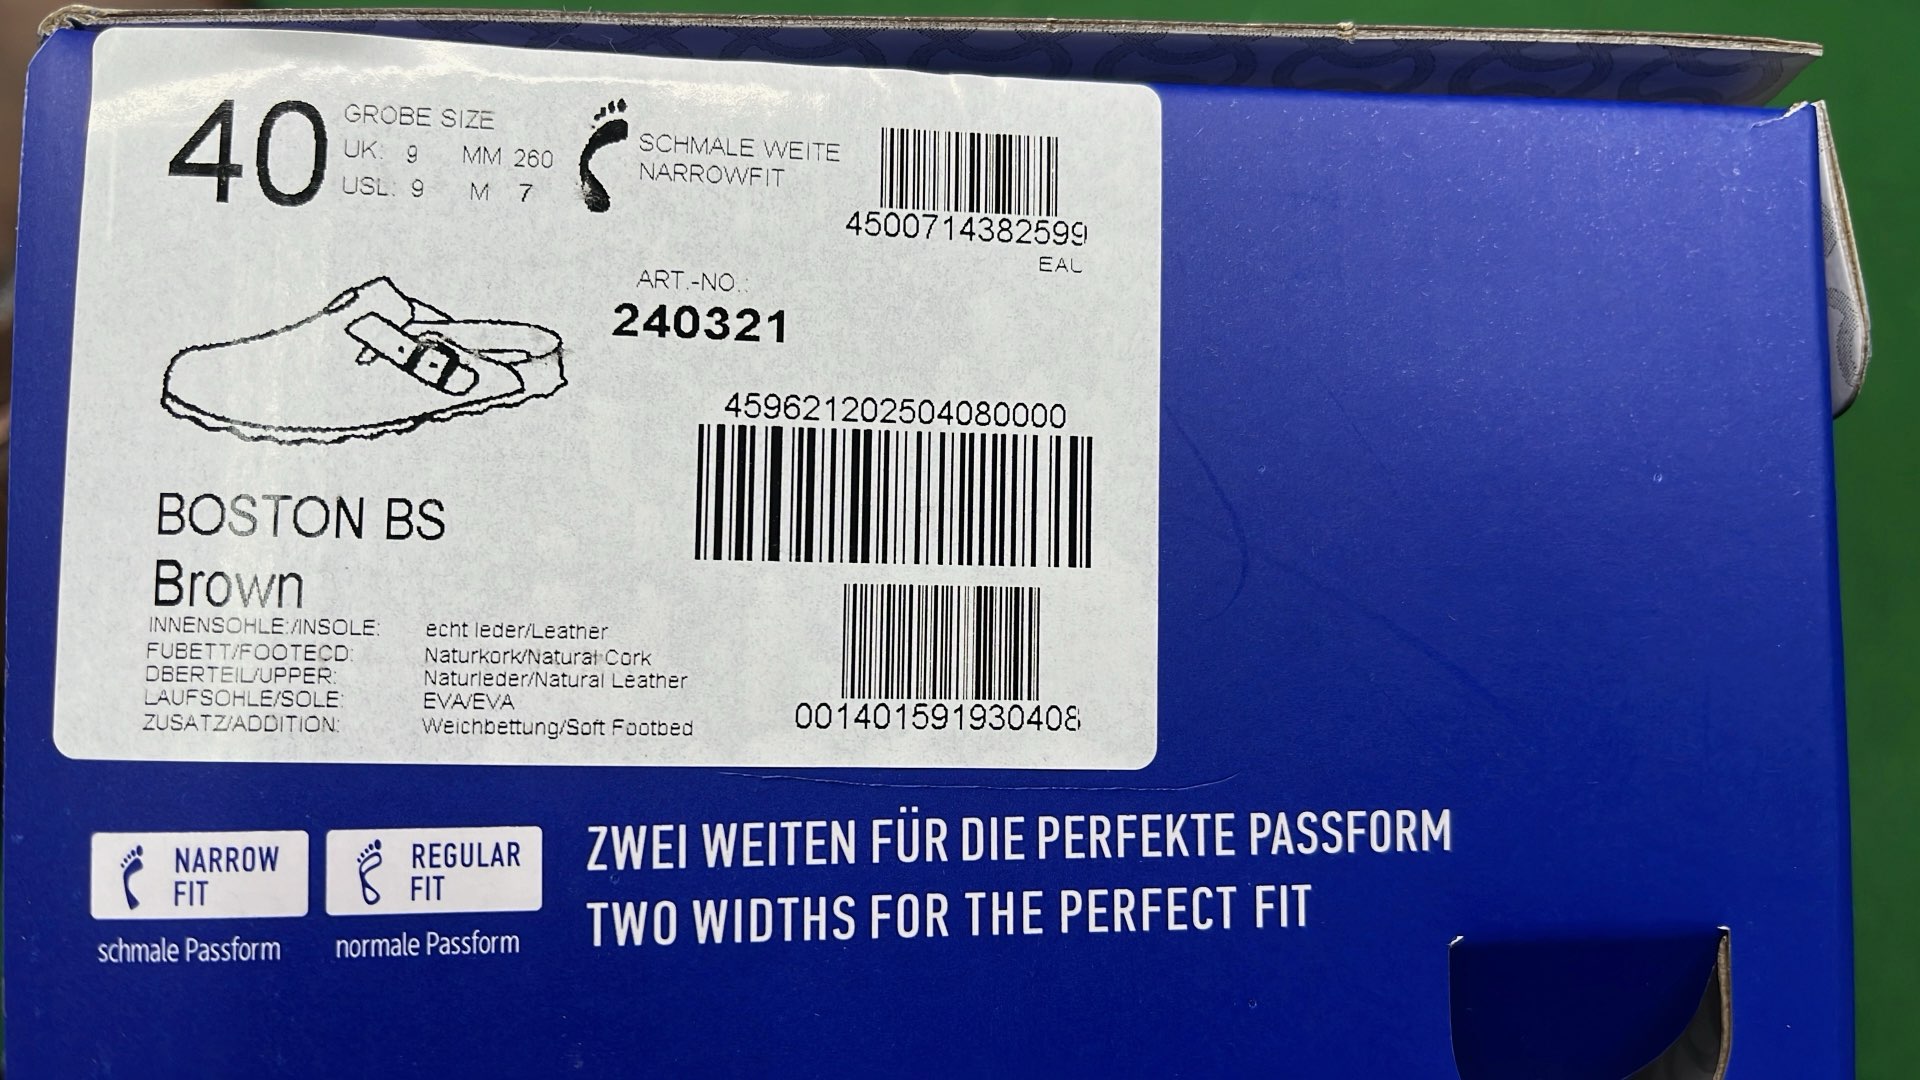 40
GROBE SIZE
UK: 9 MM 260
USL: 9 M 7
SCHMALE WEITE
NARROWFIT
4500714382599
EAL
ART.-NO.:
240321
459621202504080000
BOSTON BS
Brown
INNENSOHLE:/INSOLE: echt leder/Leather
FUBETT/FOOTECD: Naturkork/Natural Cork
DBERTEIL/UPPER: Naturleder/Natural Leather
LAUFSOHLE/SOLE: EVA/EVA
ZUSATZ/ADDITION: Weichbettung/Soft Footbed
001401591930408
NARROW
FIT
schmale Passform
REGULAR
FIT
normale Passform
ZWEI WEITEN FÜR DIE PERFEKTE PASSFORM
TWO WIDTHS FOR THE PERFECT FIT